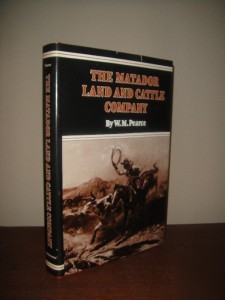 THE MATADOR
LAND AND CATTLE
COMPANY
By W.M. Pearce
THE MATADOR LAND AND CATTLE COMPANY